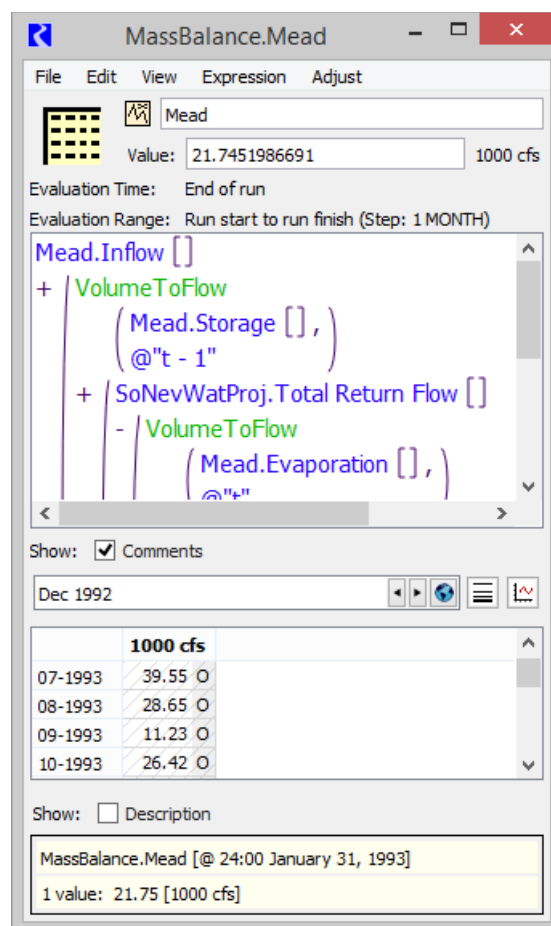 MassBalance.Mead
File Edit View Expression Adjust
Mead
Value: 21.7451986691 1000 cfs
Evaluation Time: End of run
Evaluation Range: Run start to run finish (Step: 1 MONTH)
Mead.Inflow []
+ VolumeToFlow
( Mead.Storage [] , )
@"t - 1"
+ SoNevWatProj.Total Return Flow []
- VolumeToFlow
( Mead.Evaporation [] , )
@"t"
Show: Comments
Dec 1992
1000 cfs
07-1993 39.55 O
08-1993 28.65 O
09-1993 11.23 O
10-1993 26.42 O
Show: Description
MassBalance.Mead [@ 24:00 January 31, 1993]
1 value: 21.75 [1000 cfs]